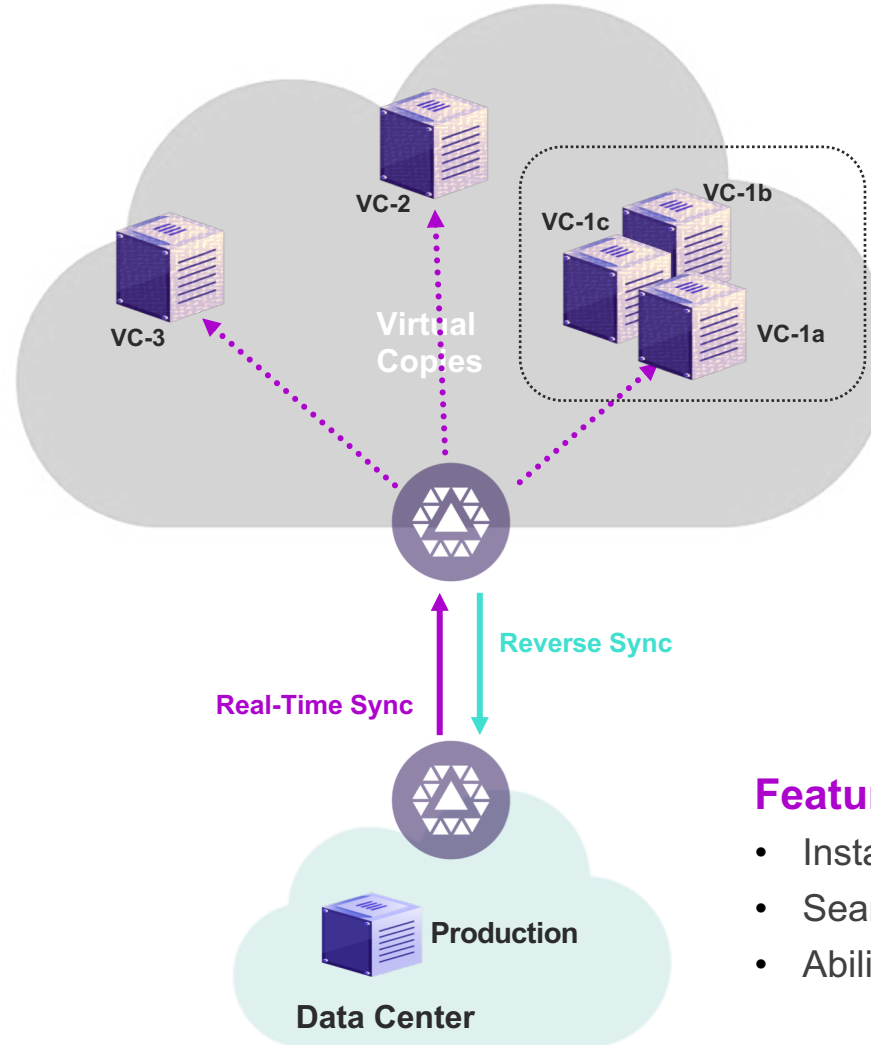 VC-2
VC-1b
VC-1c
VC-3
Virtual
Copies
VC-1a
Reverse Sync
Real-Time Sync
Production
Data Center